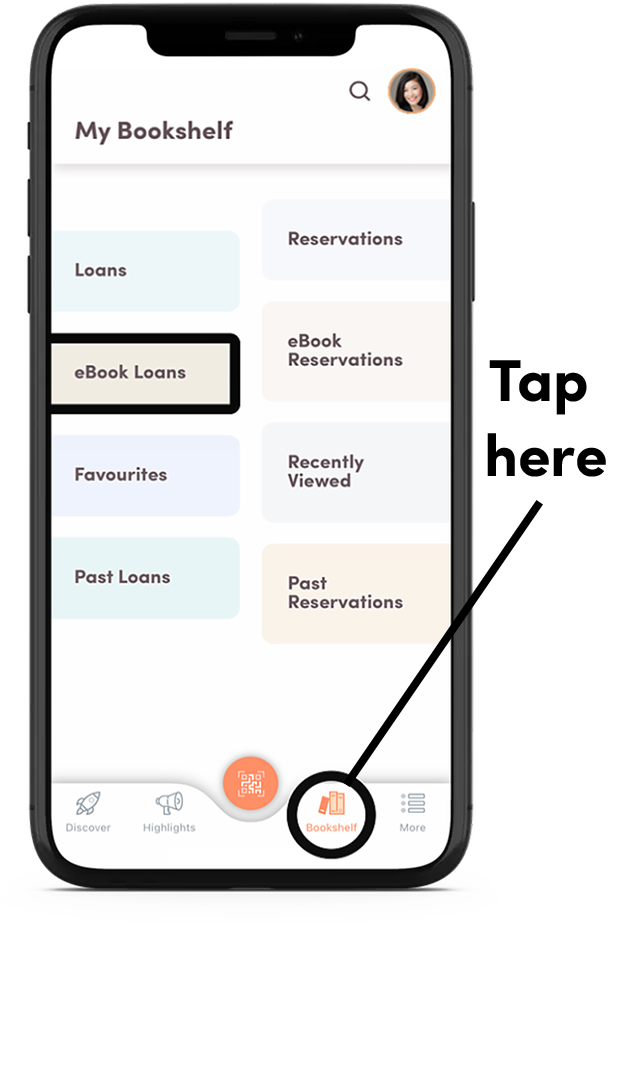 My Bookshelf
Reservations
Loans
eBook
Reservations
eBook Loans
Tap
here
Recently
Viewed
Favourites
Past Loans
Past
Reservations
Discover
Highlights
Bookshelf
More